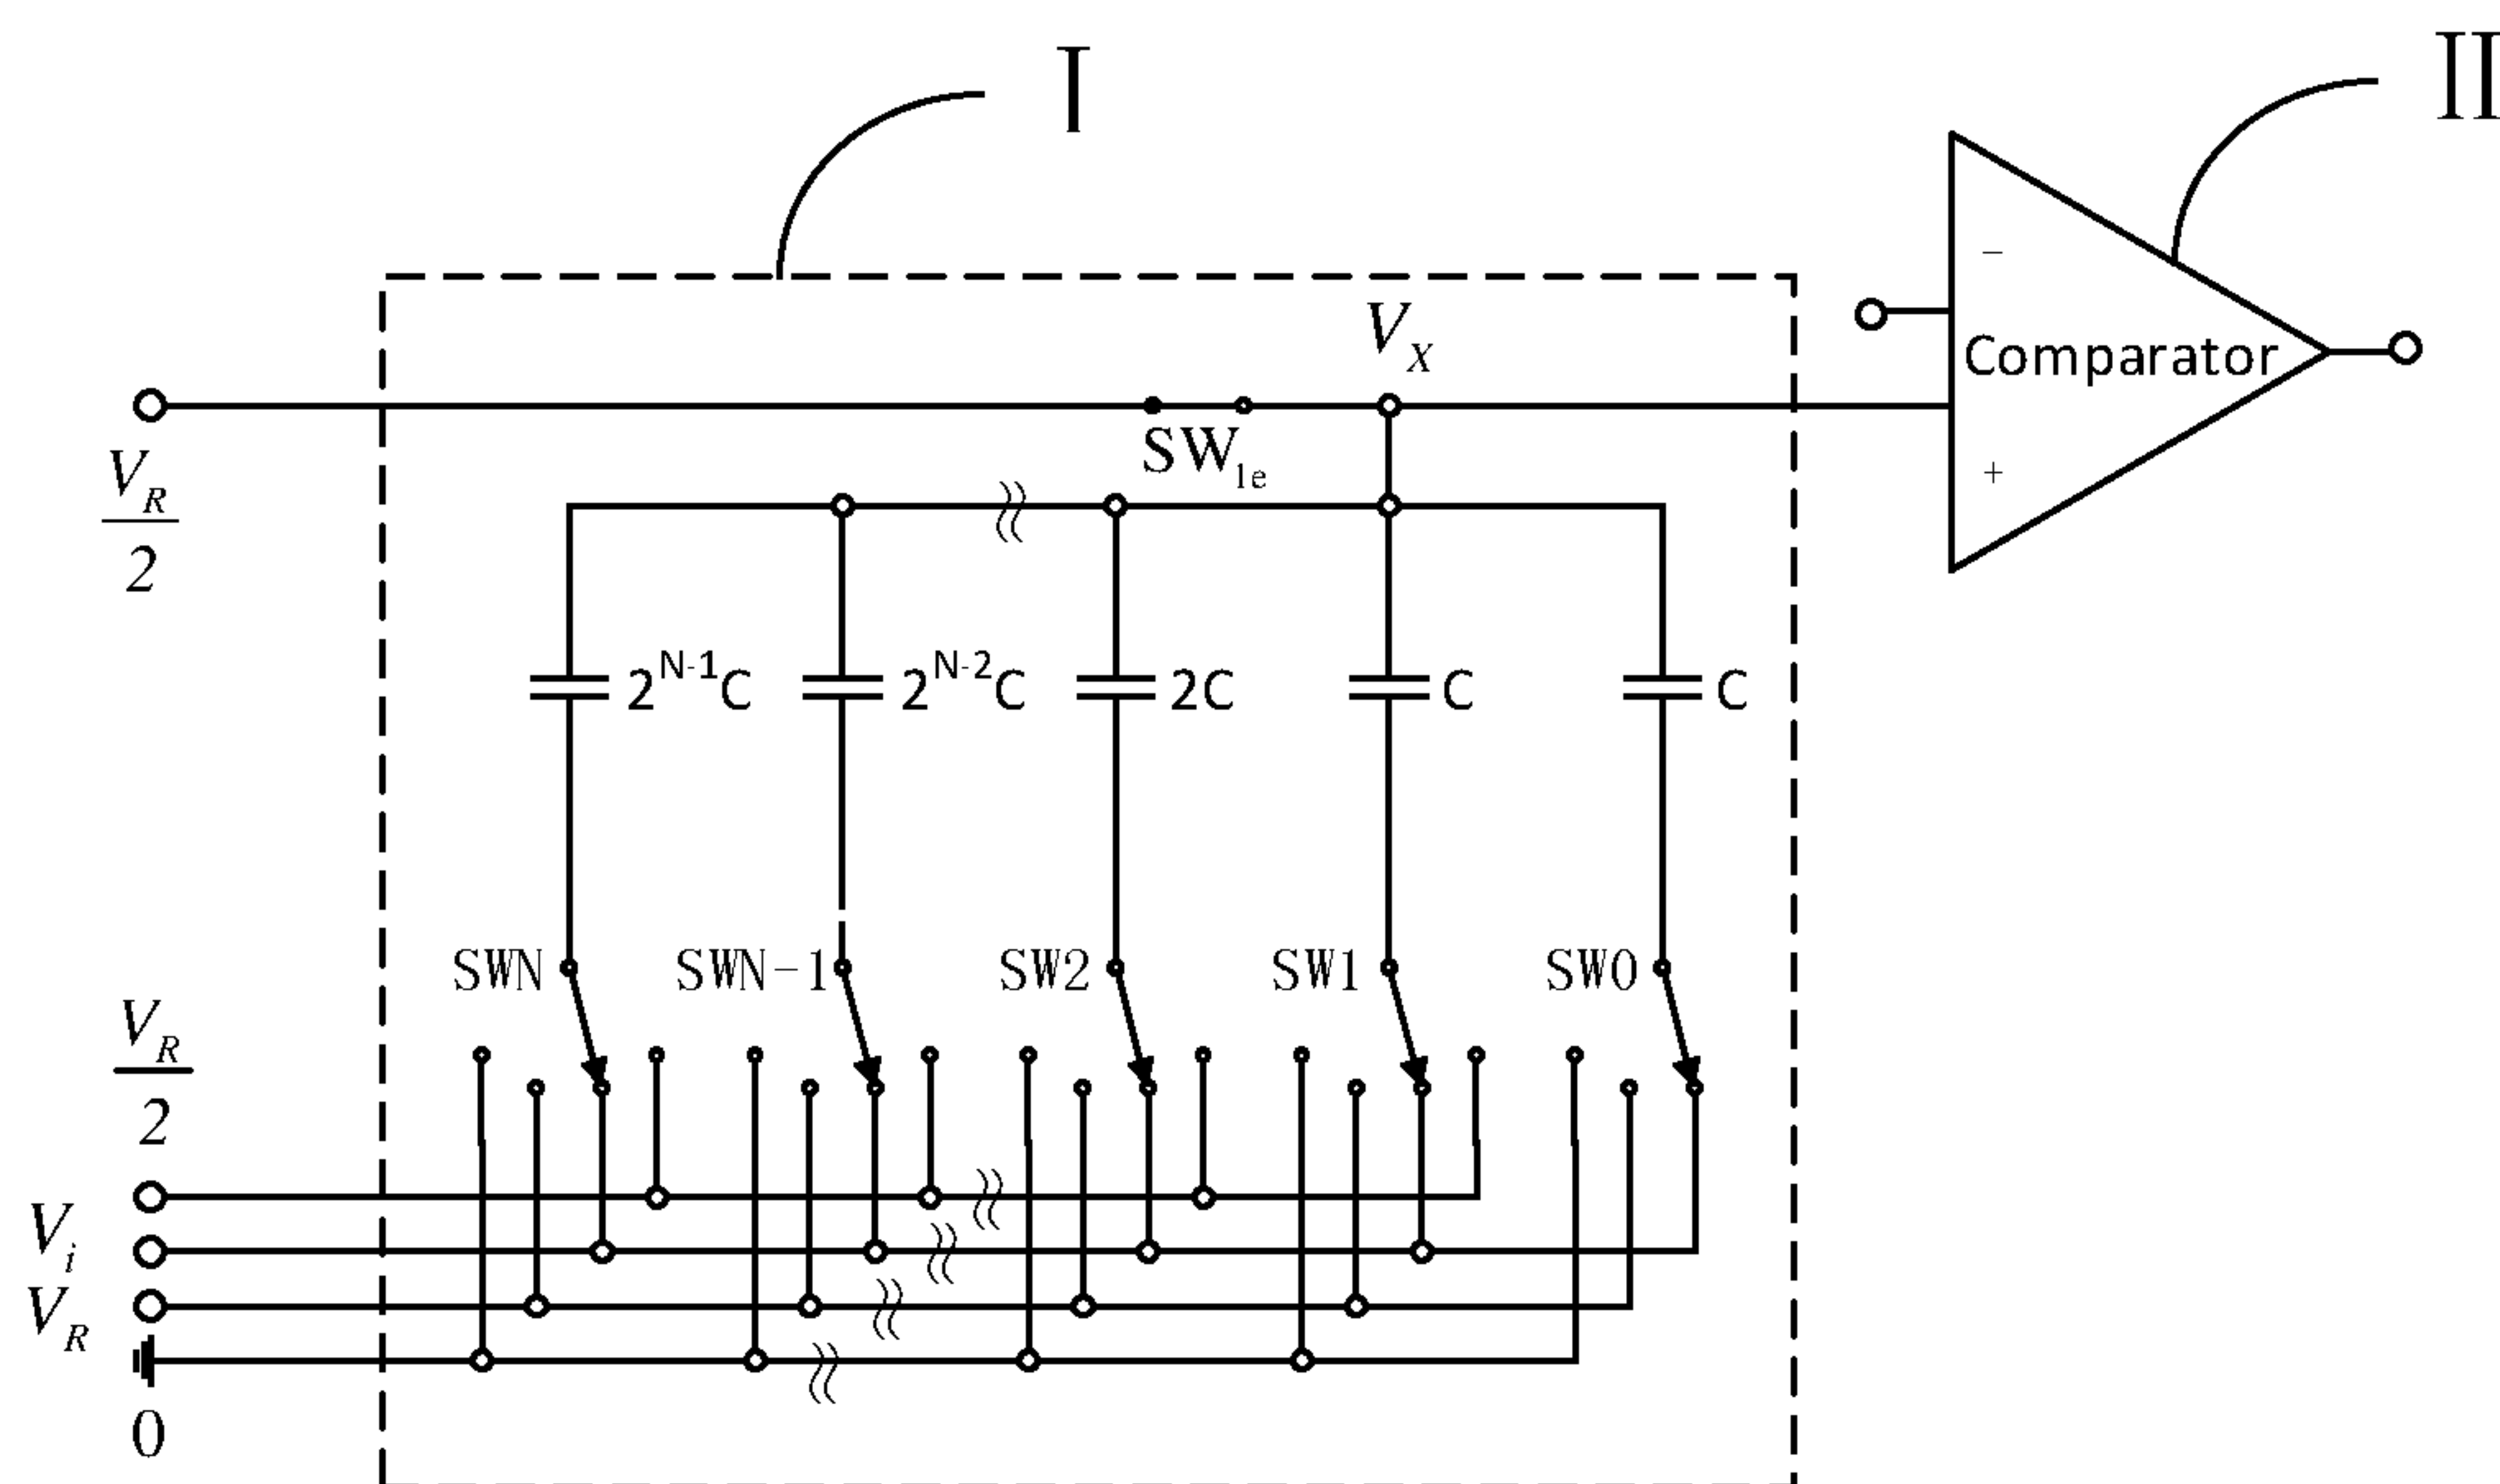 I
II
V_X
−
Comparator
+
SW_1e
V_R
2
2^N-1C
2^N-2C
2C
C
C
SWN
SWN-1
SW2
SW1
SW0
V_R
2
V_i
V_R
0